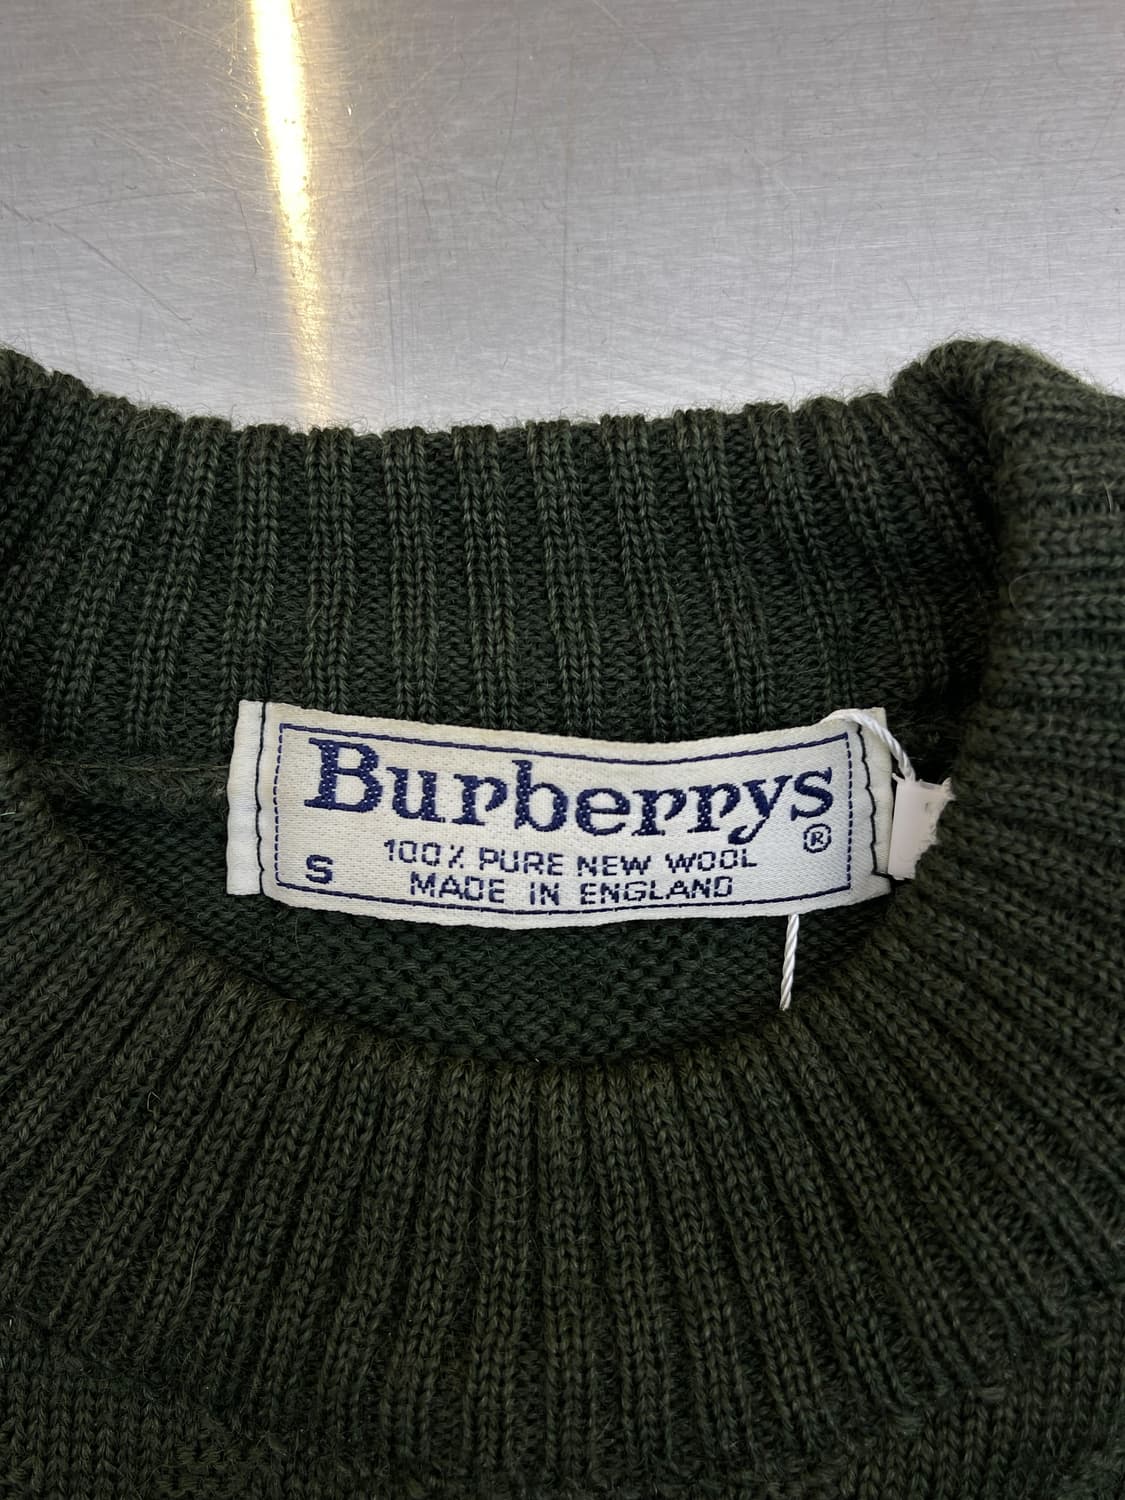 Burberrys
®
100% PURE NEW WOOL
S MADE IN ENGLAND